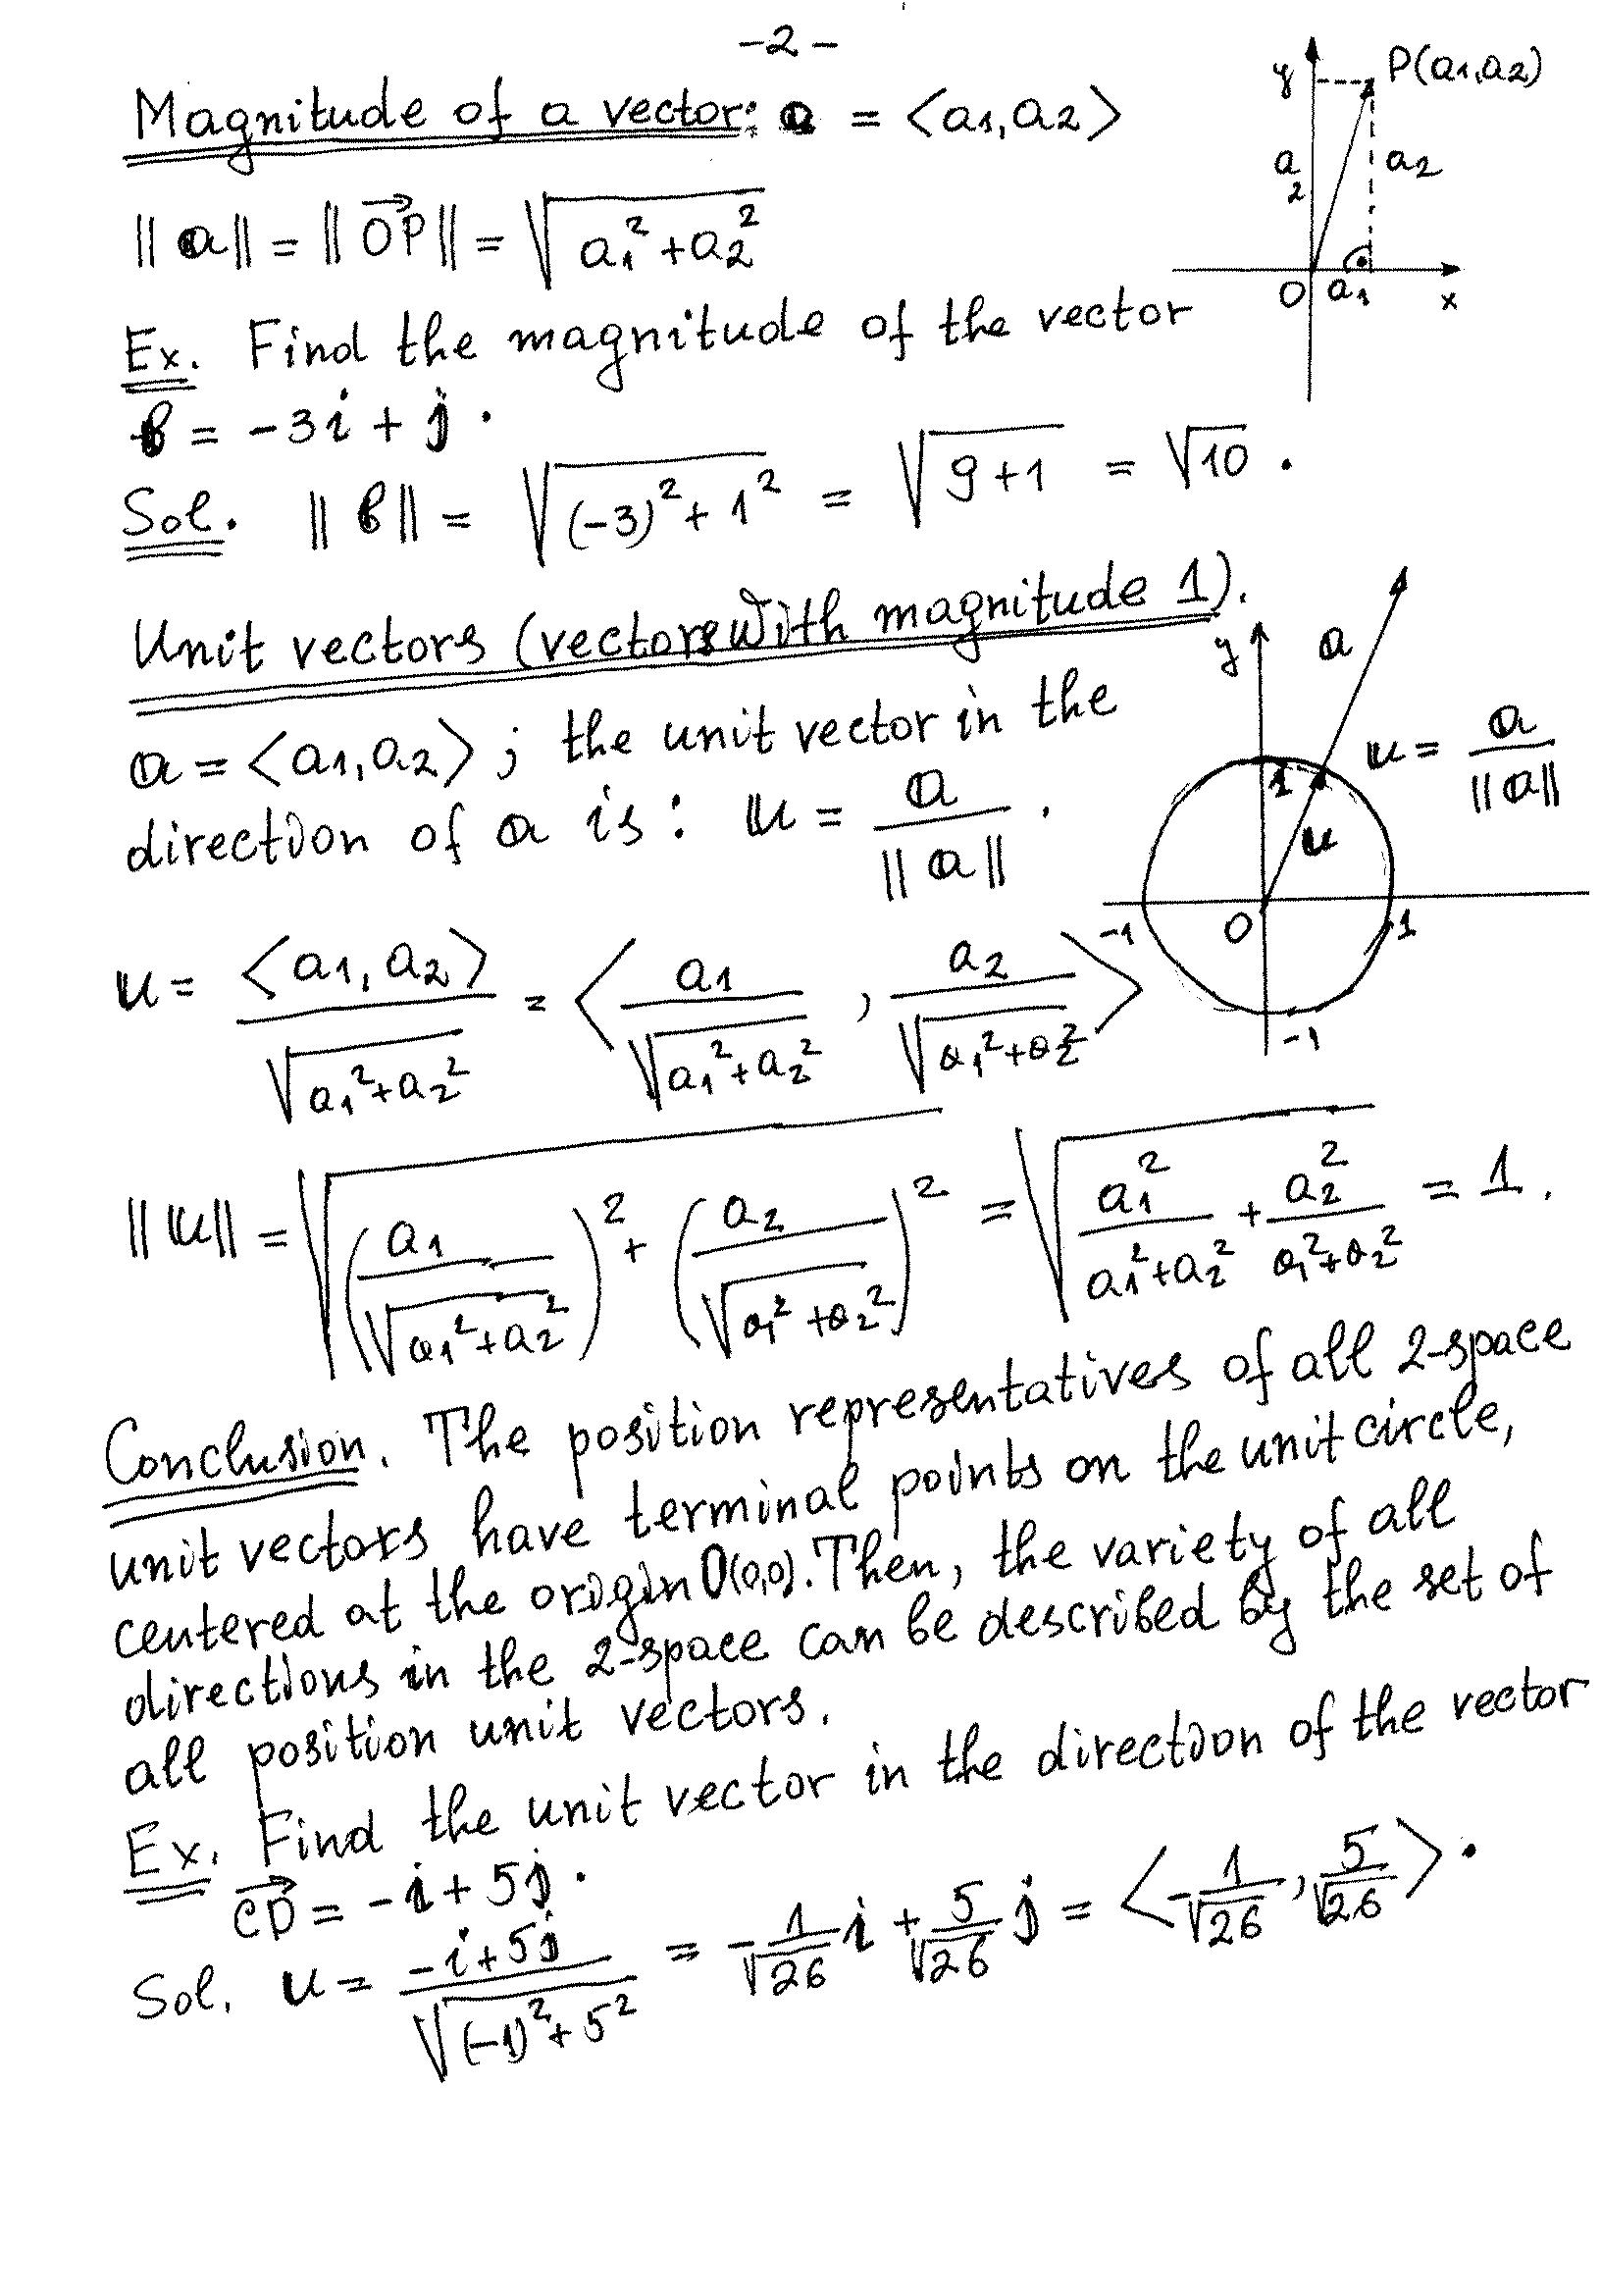 -2-
Magnitude of a vector: a = <a1, a2>
||a|| = ||OP→|| = √(a1² + a2²)
y P(a1, a2)
a2 a2
O a1 x
Ex. Find the magnitude of the vector
b = -3i + j.
Sol. ||b|| = √((-3)² + 1²) = √(9+1) = √10.
Unit vectors (vectors with magnitude 1).
a = <a1, a2>; the unit vector in the
direction of a is: u = a / ||a||.
y a
1 u = a / ||a||
u
-1 O 1
-1
u = <a1, a2> / √(a1² + a2²) = <a1 / √(a1² + a2²), a2 / √(a1² + a2²)>
||u|| = √((a1 / √(a1² + a2²))² + (a2 / √(a1² + a2²))²) = √(a1² / (a1² + a2²) + a2² / (a1² + a2²)) = 1.
Conclusion. The position representatives of all 2-space
unit vectors have terminal points on the unit circle,
centered at the origin O(0,0). Then, the variety of all
directions in the 2-space can be described by the set of
all position unit vectors.
Ex. Find the unit vector in the direction of the vector
CD→ = -i + 5j.
Sol. u = (-i + 5j) / √((-1)² + 5²) = -1/√26 i + 5/√26 j = <-1/√26, 5/√26>.